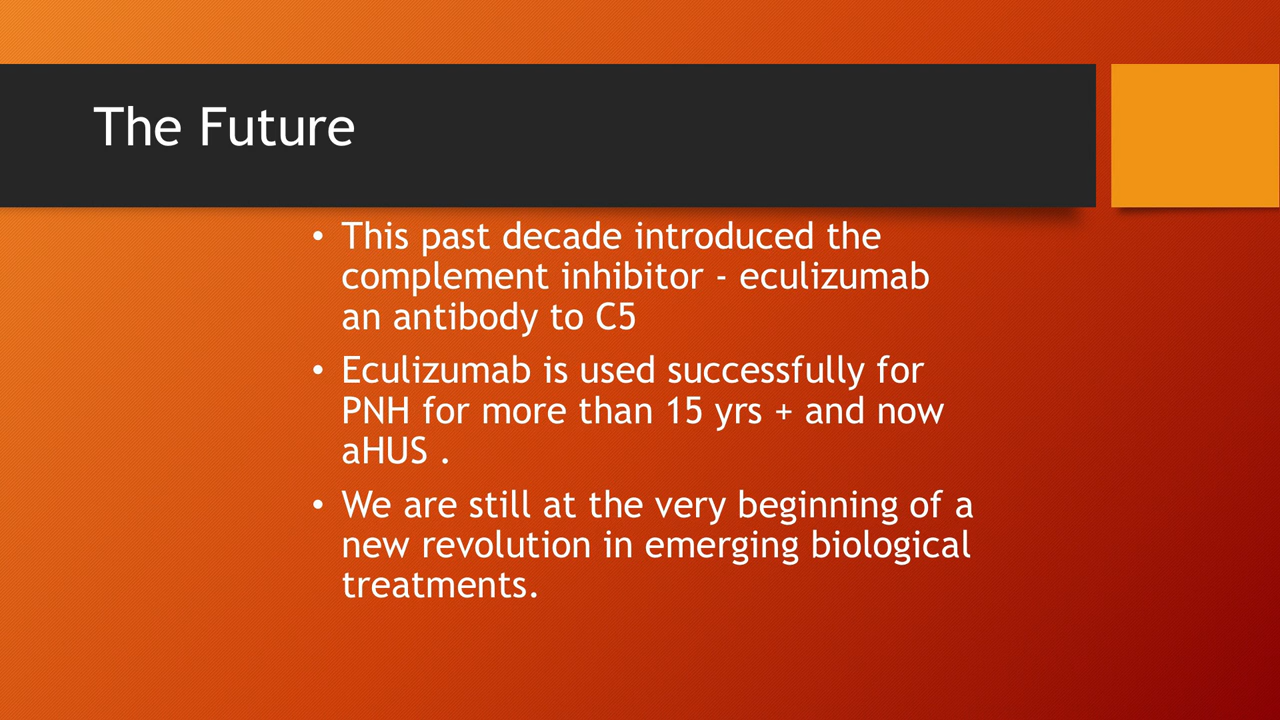 The Future
• This past decade introduced the
complement inhibitor - eculizumab
an antibody to C5
• Eculizumab is used successfully for
PNH for more than 15 yrs + and now
aHUS .
• We are still at the very beginning of a
new revolution in emerging biological
treatments.